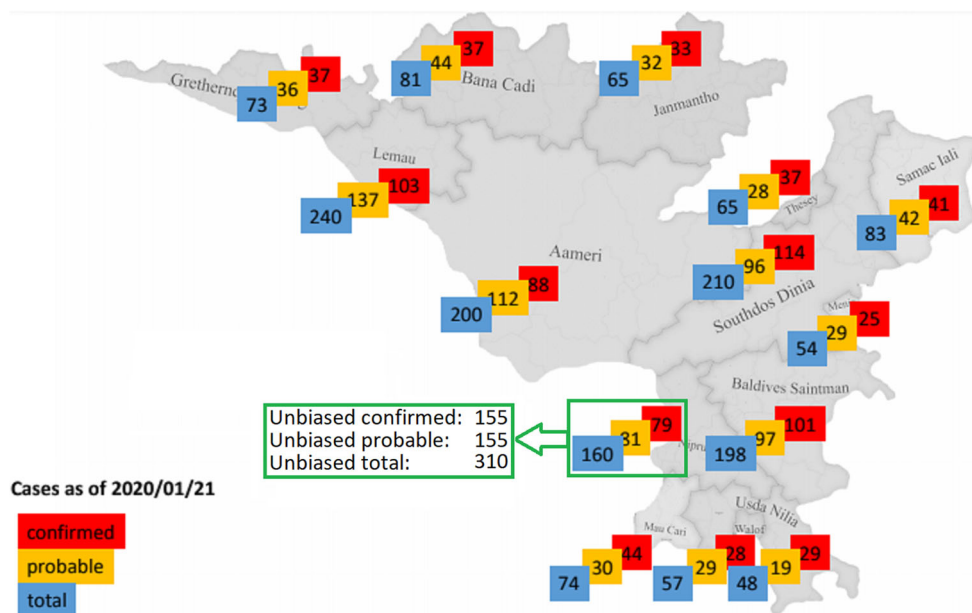 37
36
73
37
44
81
Bana Cadi
33
32
65
Janmantho
Lemau
103
137
240
37
28
65
Thesey
Samac Iali
41
42
83
Aameri
88
112
200
114
96
210
Southdos Dinia
25
29
54
Baldives Saintman
Unbiased confirmed: 155
Unbiased probable: 155
Unbiased total: 310
79
81
160
101
97
198
Cases as of 2020/01/21
confirmed
probable
total
Usda Nilia
Mau Cari
Walof
44
30
74
28
29
57
29
19
48